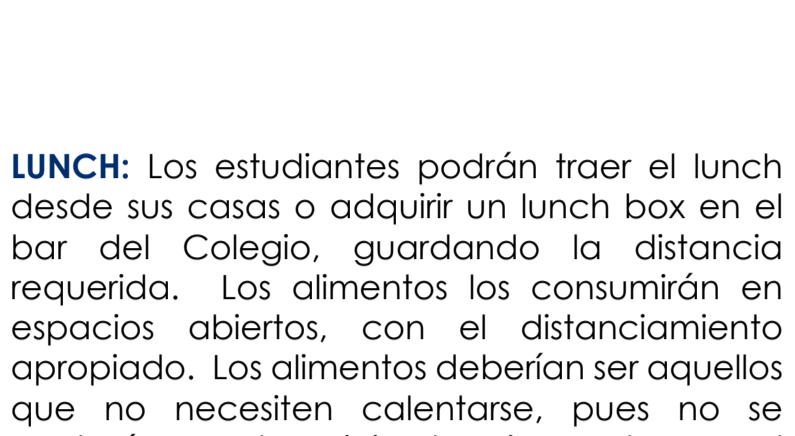 LUNCH: Los estudiantes podrán traer el lunch
desde sus casas o adquirir un lunch box en el
bar del Colegio, guardando la distancia
requerida. Los alimentos los consumirán en
espacios abiertos, con el distanciamiento
apropiado. Los alimentos deberían ser aquellos
que no necesiten calentarse, pues no se